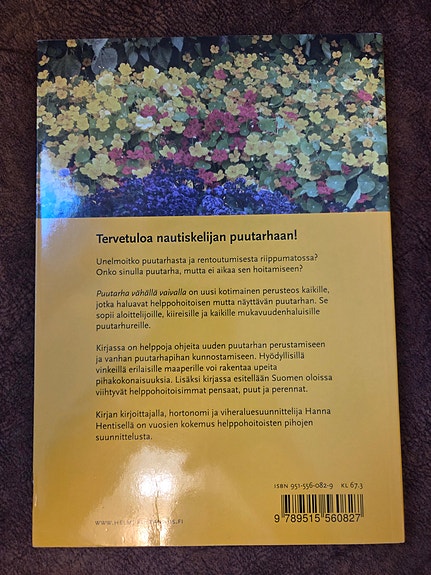 Tervetuloa nautiskelijan puutarhaan!
Unelmoitko puutarhasta ja rentoutumisesta riippumatossa?
Onko sinulla puutarha, mutta ei aikaa sen hoitamiseen?
Puutarha vähällä vaivalla on uusi kotimainen perusteos kaikille,
jotka haluavat helppohoitoisen mutta näyttävän puutarhan. Se
sopii aloittelijoille, kiireisille ja kaikille mukavuudenhaluisille
puutarhureille.
Kirjassa on helppoja ohjeita uuden puutarhan perustamiseen
ja vanhan puutarhapihan kunnostamiseen. Hyödyllisillä
vinkeillä erilaisille maaperille voi rakentaa upeita
pihakokonaisuuksia. Lisäksi kirjassa esitellään Suomen oloissa
viihtyvät helppohoitoisimmat pensaat, puut ja perennat.
Kirjan kirjoittajalla, hortonomi ja viheraluesuunnittelija Hanna
Hentisellä on vuosien kokemus helppohoitoisten pihojen
suunnittelusta.
ISBN 951-556-082-9 KL 67.3
9 789515 560827